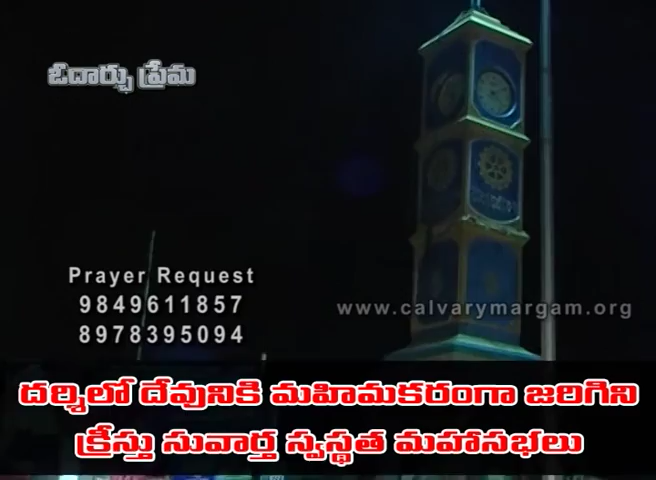 ఓదార్చు ప్రేమ
Prayer Request
9849611857
8978395094
www.calvarymargam.org
దర్శిలో దేవునికి మహిమకరంగా జరిగిని
క్రీస్తు సువార్త స్వస్థత మహాసభలు